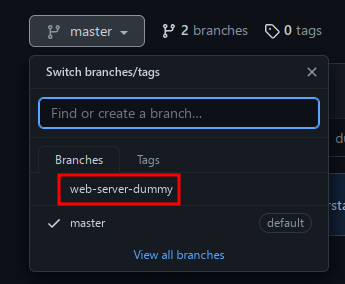 master
2 branches
0 tags
Switch branches/tags
Find or create a branch...
Branches
Tags
web-server-dummy
master
default
View all branches